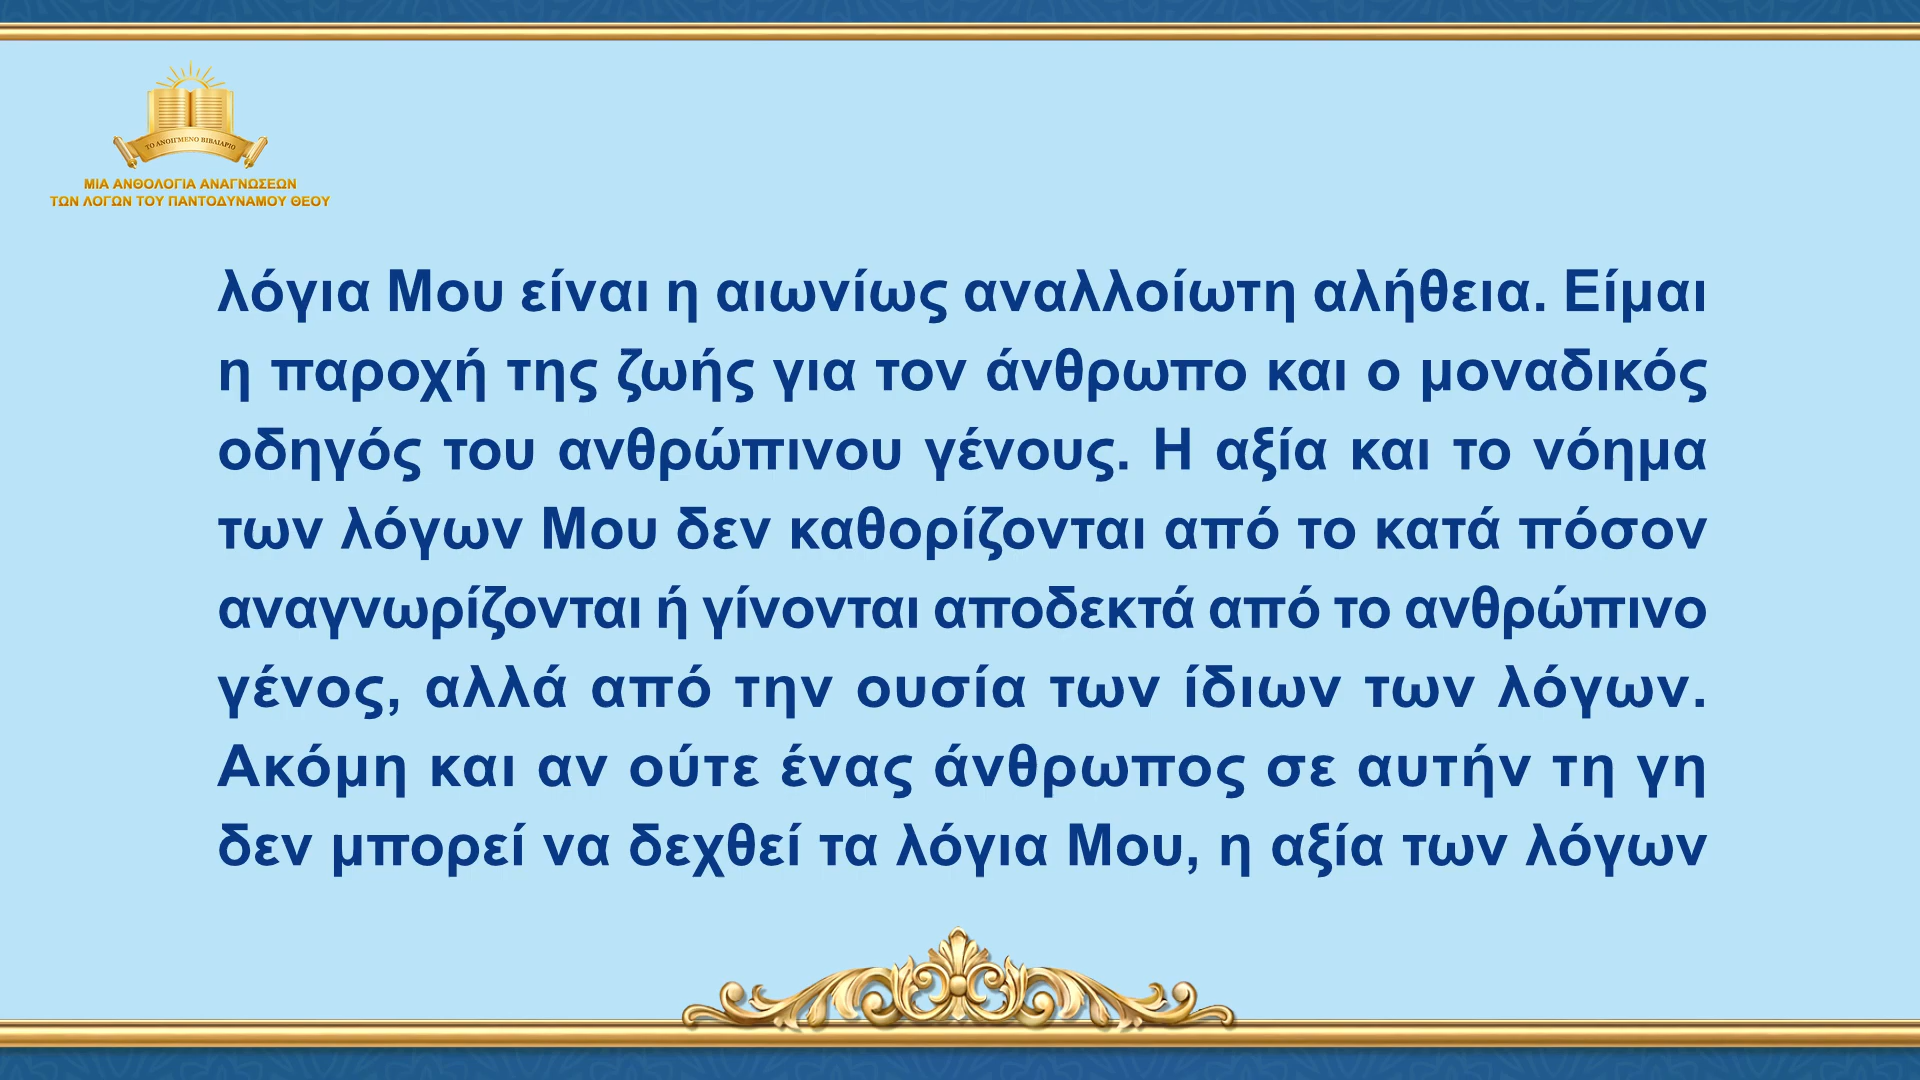 ΤΟ ΑΝΟΙΓΜΕΝΟ ΒΙΒΛΙΑΡΙΟ
ΜΙΑ ΑΝΘΟΛΟΓΙΑ ΑΝΑΓΝΩΣΕΩΝ
ΤΩΝ ΛΟΓΩΝ ΤΟΥ ΠΑΝΤΟΔΥΝΑΜΟΥ ΘΕΟΥ
λόγια Μου είναι η αιωνίως αναλλοίωτη αλήθεια. Είμαι
η παροχή της ζωής για τον άνθρωπο και ο μοναδικός
οδηγός του ανθρώπινου γένους. Η αξία και το νόημα
των λόγων Μου δεν καθορίζονται από το κατά πόσον
αναγνωρίζονται ή γίνονται αποδεκτά από το ανθρώπινο
γένος, αλλά από την ουσία των ίδιων των λόγων.
Ακόμη και αν ούτε ένας άνθρωπος σε αυτήν τη γη
δεν μπορεί να δεχθεί τα λόγια Μου, η αξία των λόγων